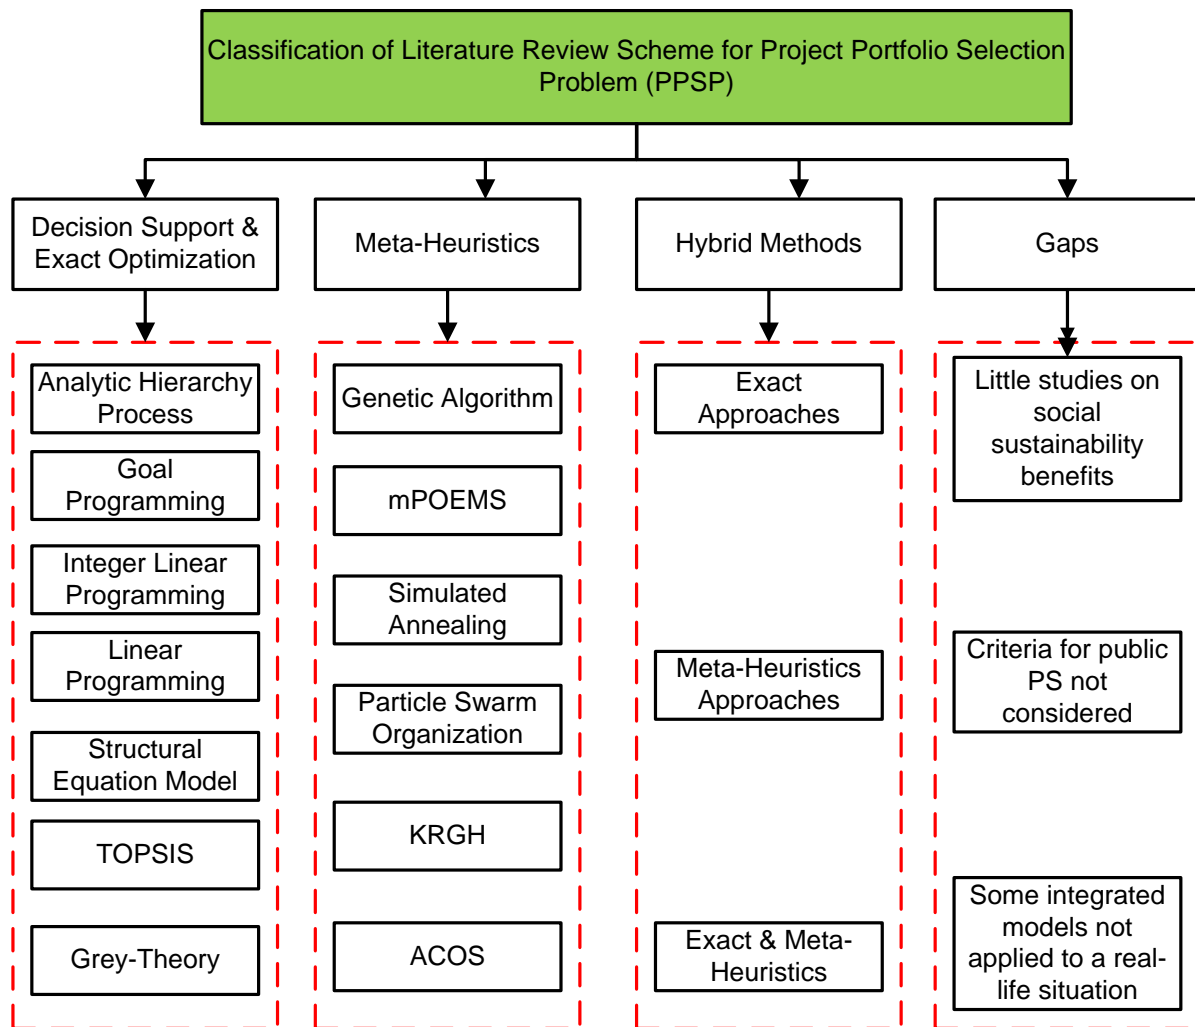 Classification of Literature Review Scheme for Project Portfolio Selection
Problem (PPSP)
Decision Support &
Exact Optimization
Meta-Heuristics
Hybrid Methods
Gaps
Analytic Hierarchy
Process
Goal
Programming
Integer Linear
Programming
Linear
Programming
Structural
Equation Model
TOPSIS
Grey-Theory
Genetic Algorithm
mPOEMS
Simulated
Annealing
Particle Swarm
Organization
KRGH
ACOS
Exact
Approaches
Meta-Heuristics
Approaches
Exact & Meta-
Heuristics
Little studies on
social
sustainability
benefits
Criteria for public
PS not
considered
Some integrated
models not
applied to a real-
life situation